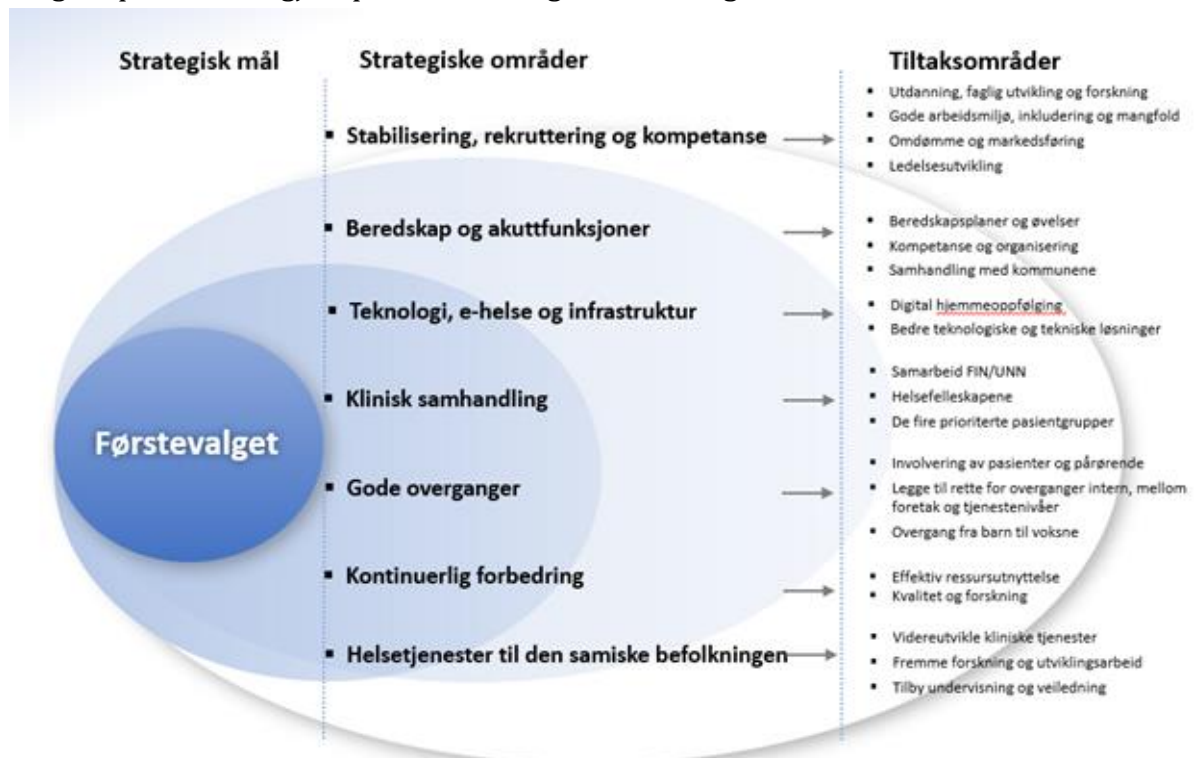 Strategisk mål
Strategiske områder
Tiltaksområder
Førstevalget
▪ Stabilisering, rekruttering og kompetanse
▪ Utdanning, faglig utvikling og forskning
▪ Gode arbeidsmiljø, inkludering og mangfold
▪ Omdømme og markedsføring
▪ Ledelsesutvikling
▪ Beredskap og akuttfunksjoner
▪ Beredskapsplaner og øvelser
▪ Kompetanse og organisering
▪ Samhandling med kommunene
▪ Teknologi, e-helse og infrastruktur
▪ Digital hjemmeoppfølging
▪ Bedre teknologiske og tekniske løsninger
▪ Klinisk samhandling
▪ Samarbeid FIN/UNN
▪ Helsefelleskapene
▪ De fire prioriterte pasientgrupper
▪ Gode overganger
▪ Involvering av pasienter og pårørende
▪ Legge til rette for overganger intern, mellom
foretak og tjenestenivåer
▪ Overgang fra barn til voksne
▪ Kontinuerlig forbedring
▪ Effektiv ressursutnyttelse
▪ Kvalitet og forskning
▪ Helsetjenester til den samiske befolkningen
▪ Videreutvikle kliniske tjenester
▪ Fremme forskning og utviklingsarbeid
▪ Tilby undervisning og veiledning